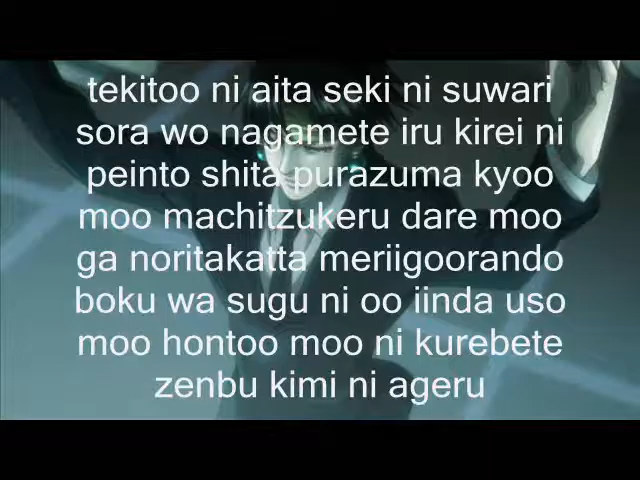 tekitoo ni aita seki ni suwari
sora wo nagamete iru kirei ni
peinto shita purazuma kyoo
moo machitzukeru dare moo
ga noritakatta meriigoorando
boku wa sugu ni oo iinda uso
moo hontoo moo ni kurebete
zenbu kimi ni ageru